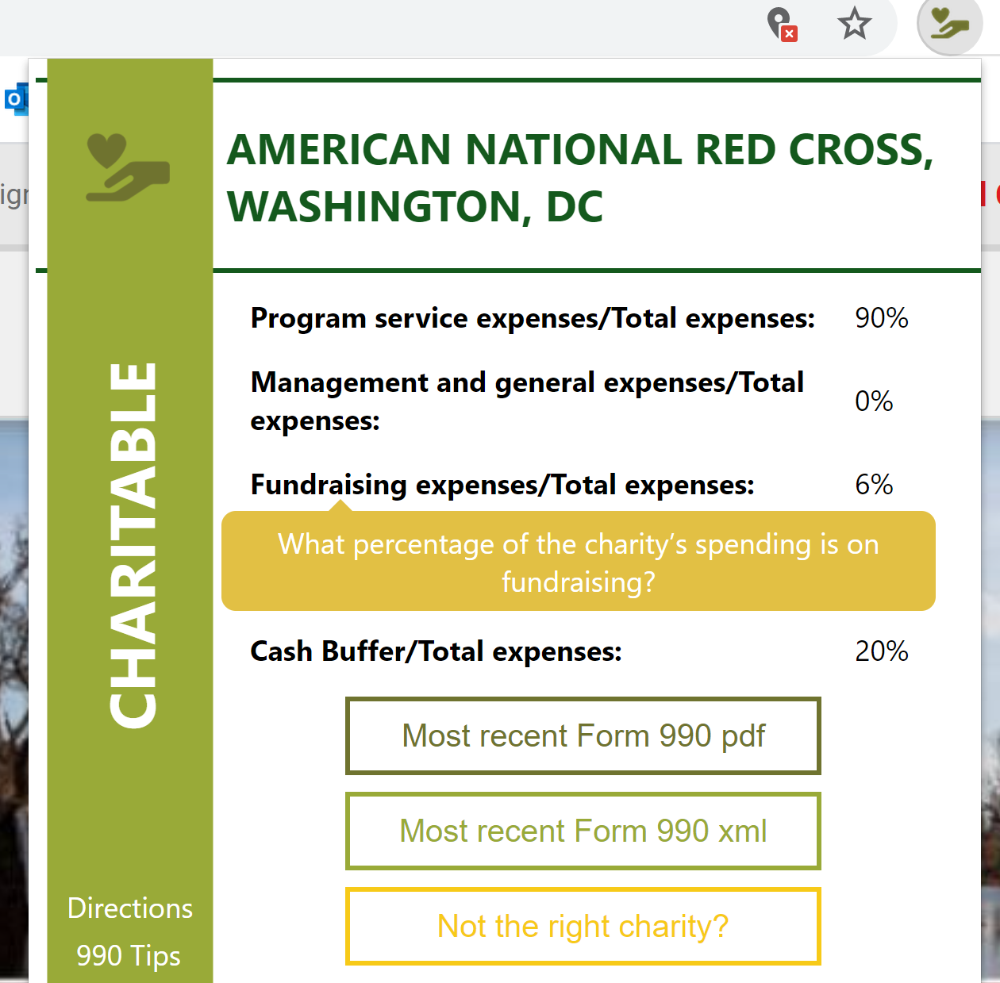 AMERICAN NATIONAL RED CROSS,
WASHINGTON, DC
CHARITABLE
Program service expenses/Total expenses: 90%
Management and general expenses/Total
expenses: 0%
Fundraising expenses/Total expenses: 6%
What percentage of the charity’s spending is on
fundraising?
Cash Buffer/Total expenses: 20%
Most recent Form 990 pdf
Most recent Form 990 xml
Not the right charity?
Directions
990 Tips